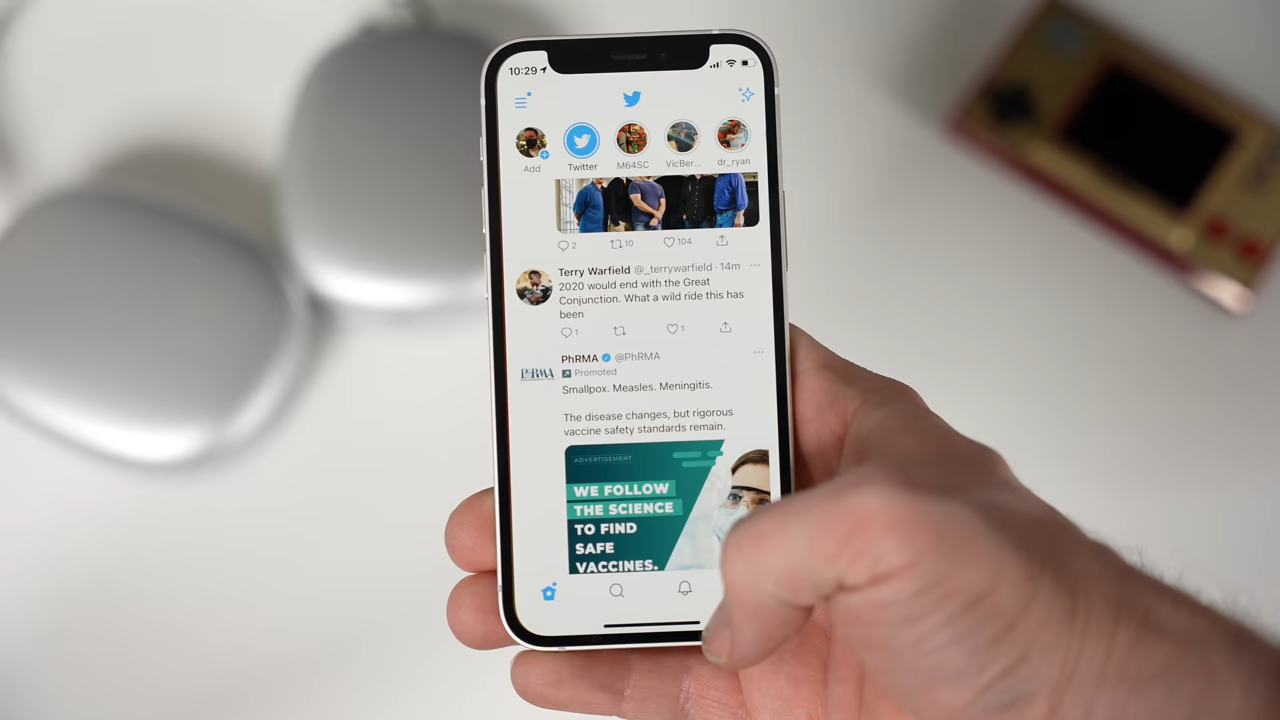 10:29
Add
Twitter
M64SC
VicBer...
dr_ryan
2
10
104
Terry Warfield @_terrywarfield · 14m
2020 would end with the Great
Conjunction. What a wild ride this has
been
1
1
PhRMA @PhRMA
PhRMA
Promoted
Smallpox. Measles. Meningitis.
The disease changes, but rigorous
vaccine safety standards remain.
ADVERTISEMENT
WE FOLLOW
THE SCIENCE
TO FIND
SAFE
VACCINES.